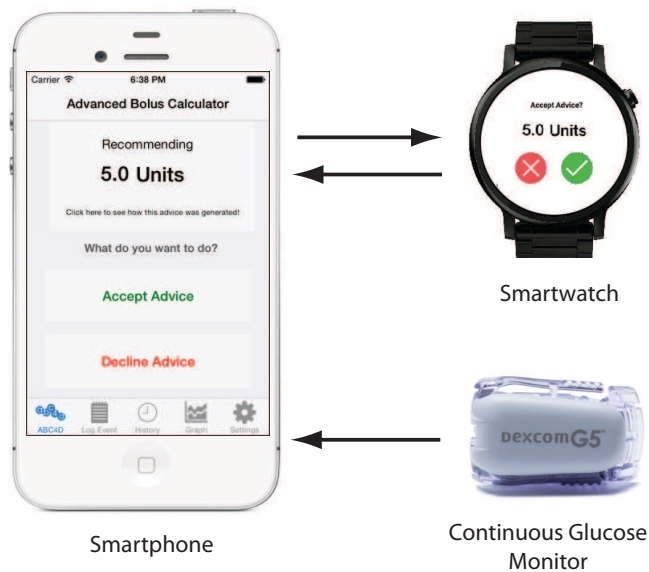 Carrier 6:38 PM
Advanced Bolus Calculator
Recommending
5.0 Units
Click here to see how this advice was generated!
What do you want to do?
Accept Advice
Decline Advice
ABC4D Log Event History Graph Settings
Smartphone
Accept Advice?
5.0 Units
Smartwatch
Dexcom G5
Continuous Glucose
Monitor